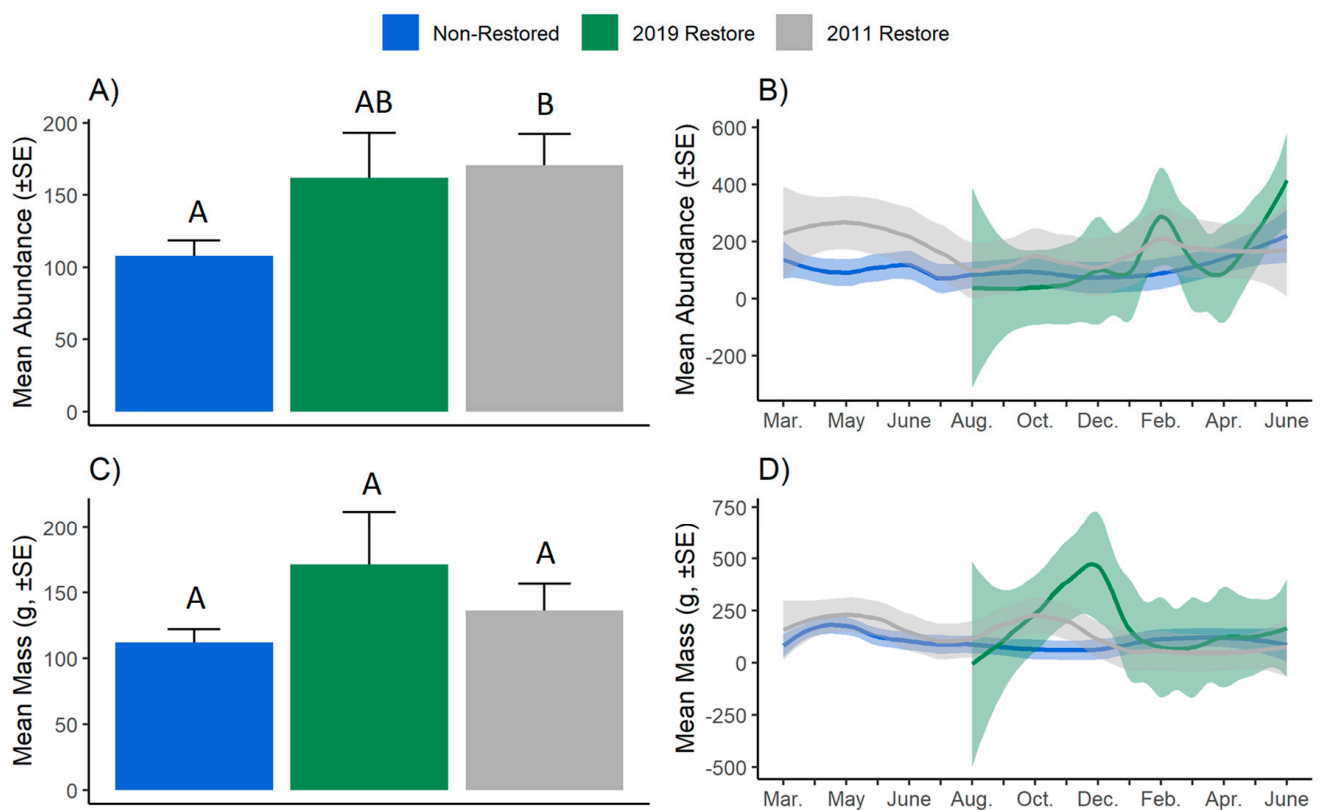 Non-Restored 2019 Restore 2011 Restore
A)
Mean Abundance (±SE)
200
150
100
50
0
A
AB
B
B)
Mean Abundance (±SE)
600
400
200
0
-200
Mar. May June Aug. Oct. Dec. Feb. Apr. June
C)
Mean Mass (g, ±SE)
200
150
100
50
0
A
A
A
D)
Mean Mass (g, ±SE)
750
500
250
0
-250
-500
Mar. May June Aug. Oct. Dec. Feb. Apr. June